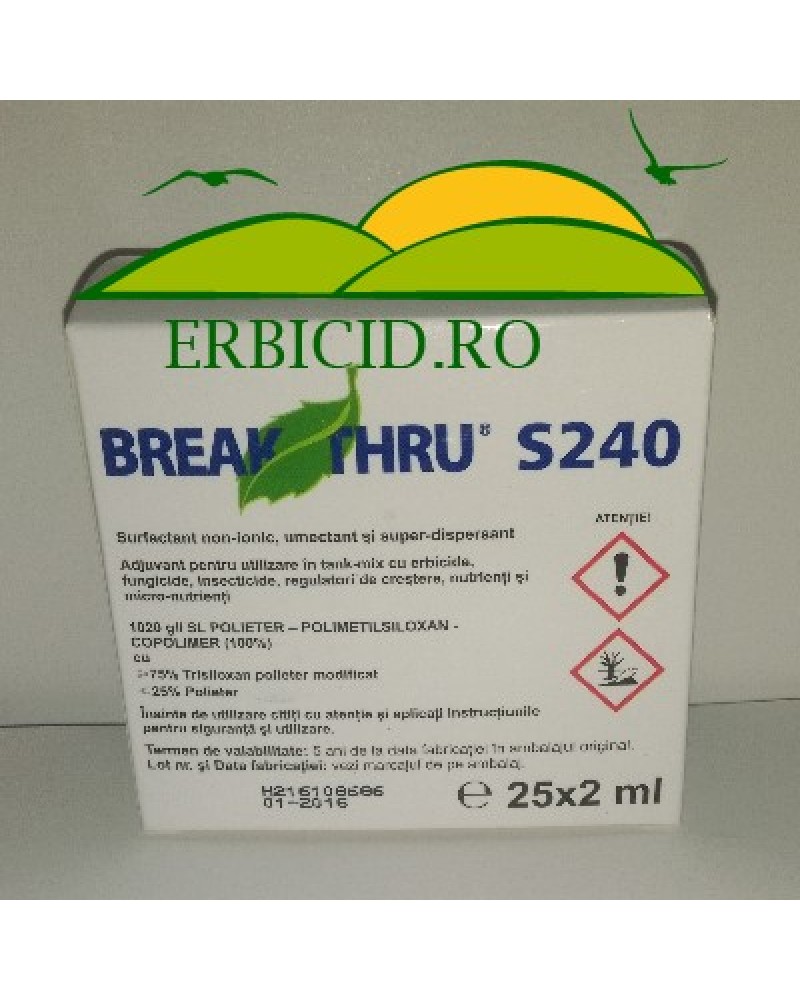 ERBICID.RO
BREAK THRU® S240
ATENȚIE!
Surfactant non-ionic, umectant și super-dispersant
Adjuvant pentru utilizare în tank-mix cu erbicide,
fungicide, insecticide, regulatori de creștere, nutrienți și
micro-nutrienți
1020 g/l SL POLIETER – POLIMETILSILOXAN -
COPOLIMER (100%)
cu
>75% Trisiloxan polieter modificat
<25% Polieter
Înainte de utilizare citiți cu atenție și aplicați instrucțiunile
pentru siguranță și utilizare.
Termen de valabilitate: 5 ani de la data fabricației în ambalajul original.
Lot nr. și Data fabricației: vezi marcajul de pe ambalaj.
H216108686
01-2016
℮ 25x2 ml